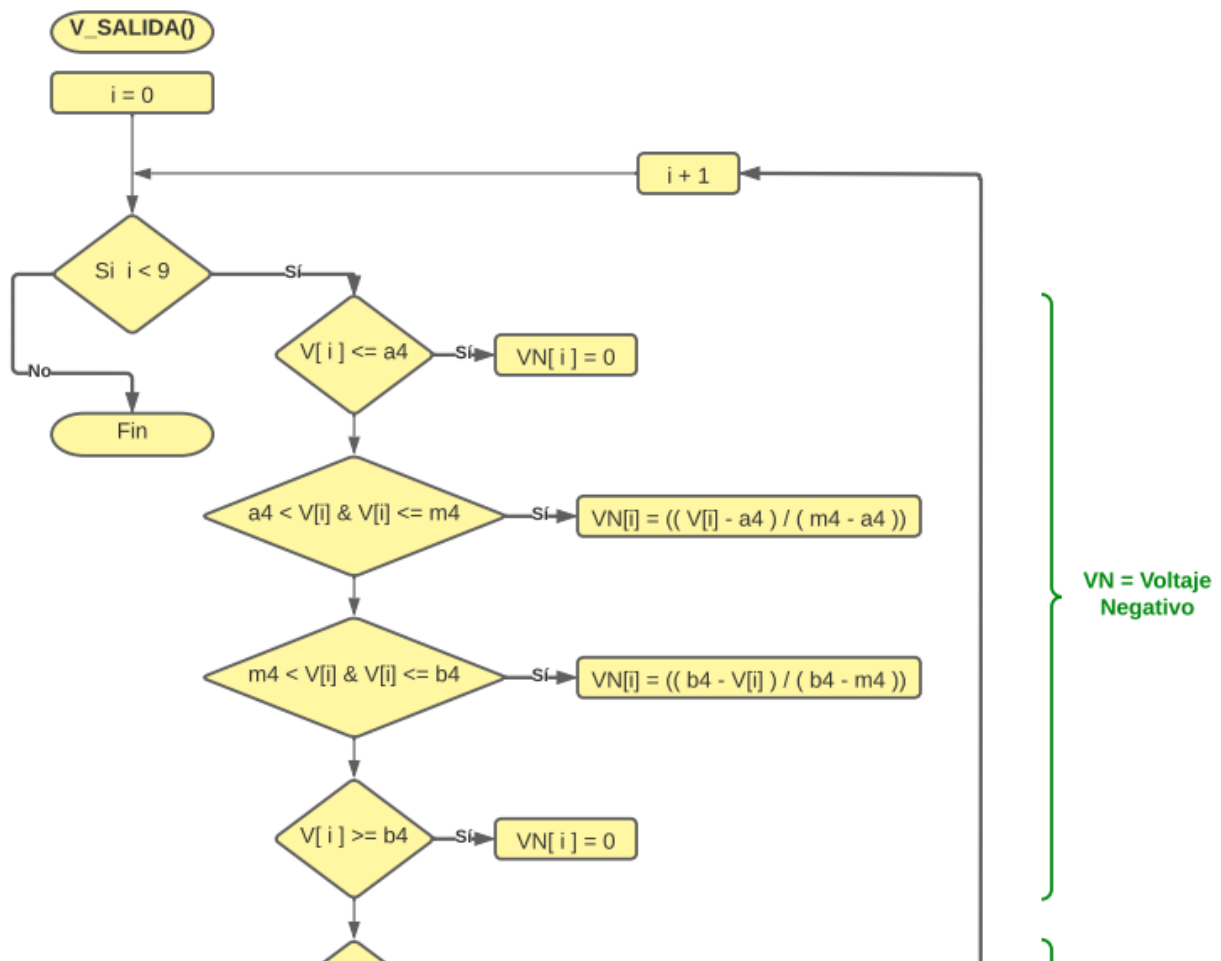 V_SALIDA()
i = 0
i + 1
Si i < 9
Sí
No
Fin
V[ i ] <= a4
Sí
VN[ i ] = 0
a4 < V[i] & V[i] <= m4
Sí
VN[i] = (( V[i] - a4 ) / ( m4 - a4 ))
VN = Voltaje
Negativo
m4 < V[i] & V[i] <= b4
Sí
VN[i] = (( b4 - V[i] ) / ( b4 - m4 ))
V[ i ] >= b4
Sí
VN[ i ] = 0